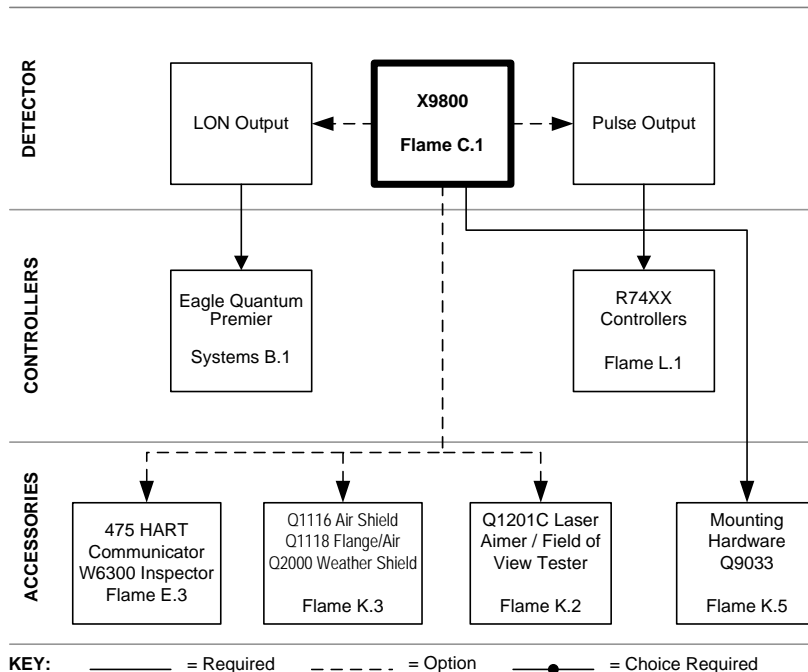 DETECTOR
LON Output
X9800
Flame C.1
Pulse Output
CONTROLLERS
Eagle Quantum
Premier
Systems B.1
R74XX
Controllers
Flame L.1
ACCESSORIES
475 HART
Communicator
W6300 Inspector
Flame E.3
Q1116 Air Shield
Q1118 Flange/Air
Q2000 Weather Shield
Flame K.3
Q1201C Laser
Aimer / Field of
View Tester
Flame K.2
Mounting
Hardware
Q9033
Flame K.5
KEY: = Required = Option = Choice Required